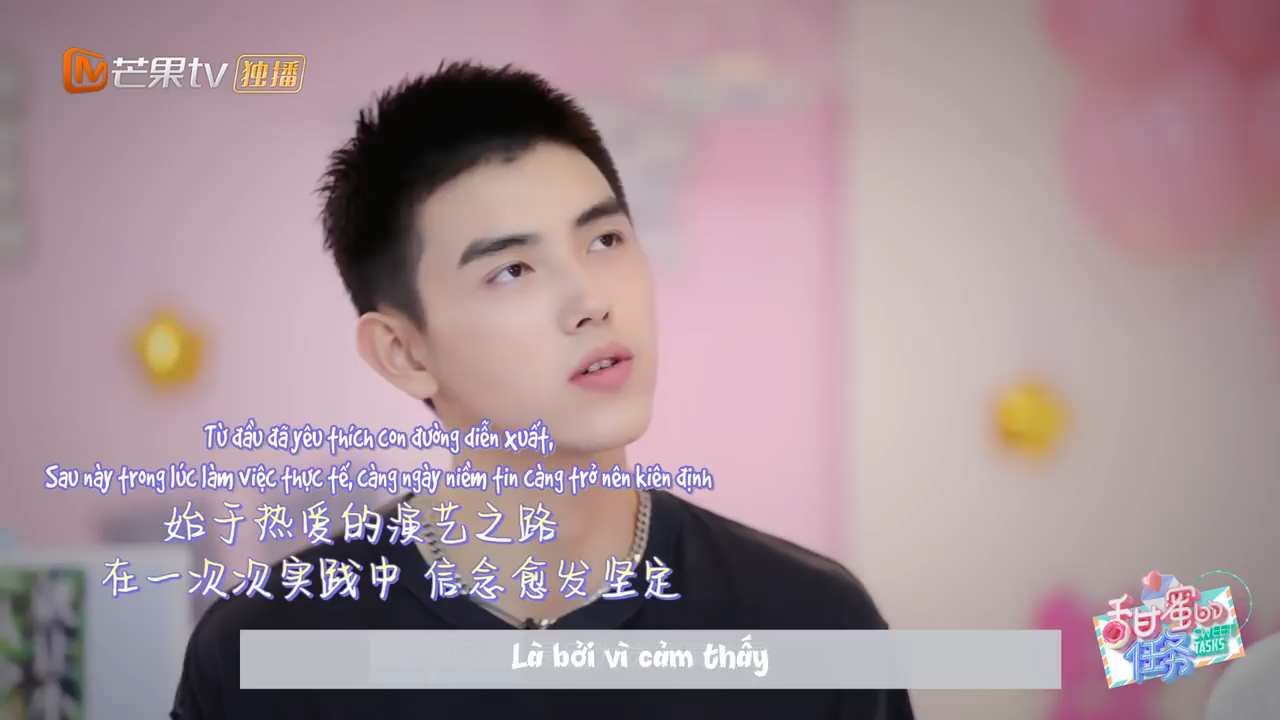 芒果tv 独播
Từ đầu đã yêu thích con đường diễn xuất,
Sau này trong lúc làm việc thực tế, càng ngày niềm tin càng trở nên kiên định
始于热爱的演艺之路
在一次次实践中 信念愈发坚定
Là bởi vì cảm thấy
甜蜜的
任务
SWEET
TASKS